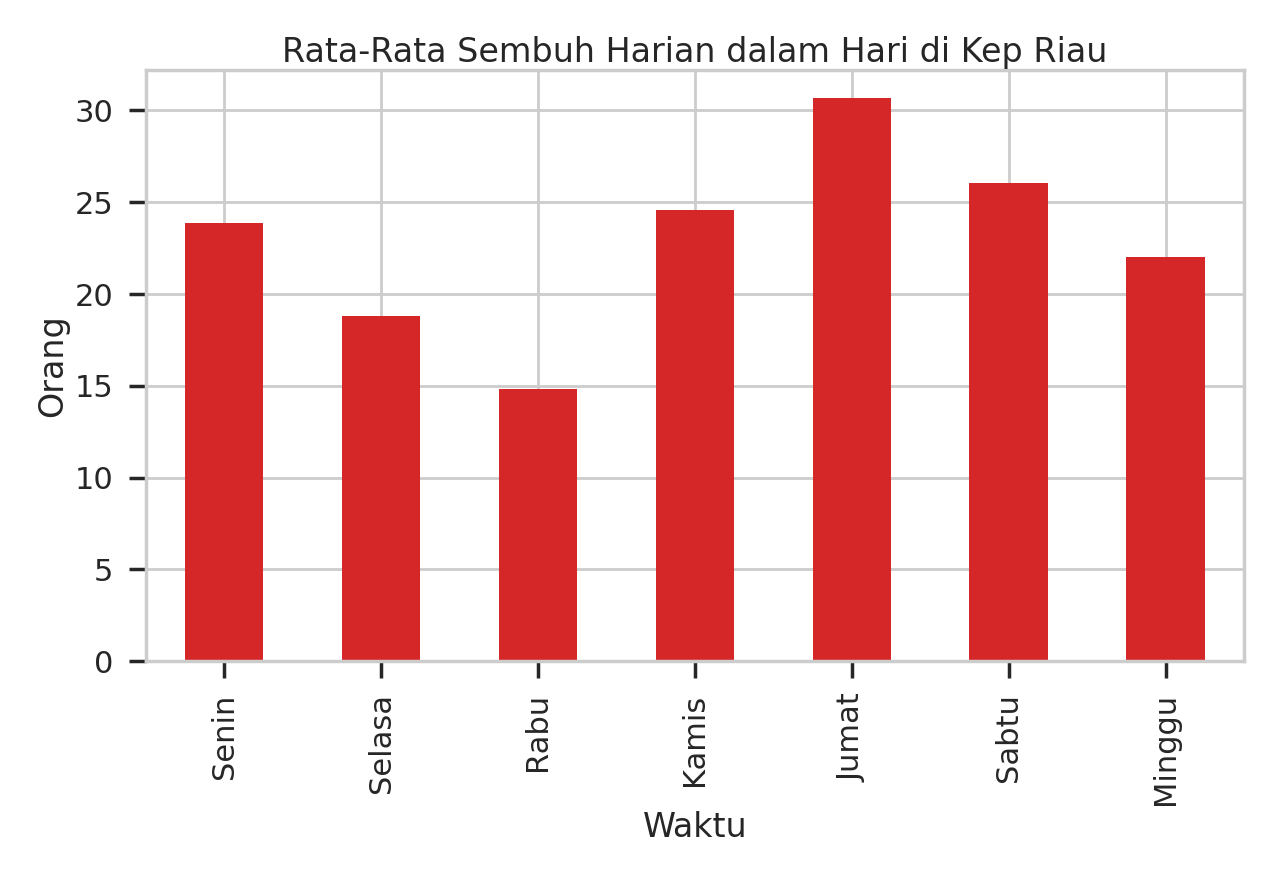 Rata-Rata Sembuh Harian dalam Hari di Kep Riau
30
25
20
15
10
5
0
Orang
Senin
Selasa
Rabu
Kamis
Jumat
Sabtu
Minggu
Waktu